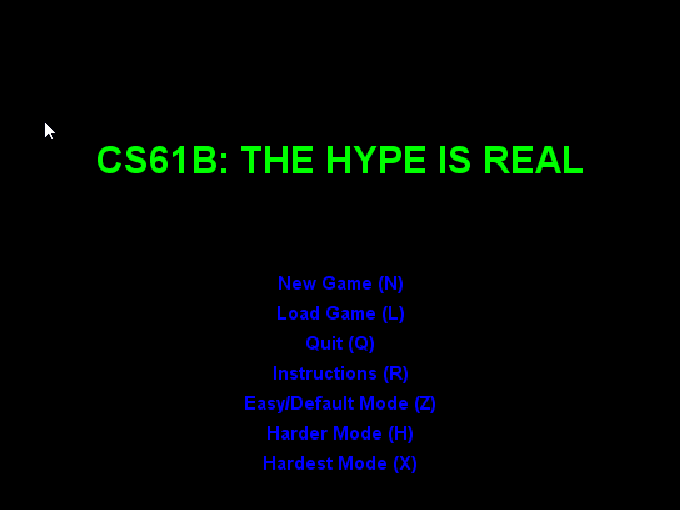 CS61B: THE HYPE IS REAL
New Game (N)
Load Game (L)
Quit (Q)
Instructions (R)
Easy/Default Mode (Z)
Harder Mode (H)
Hardest Mode (X)